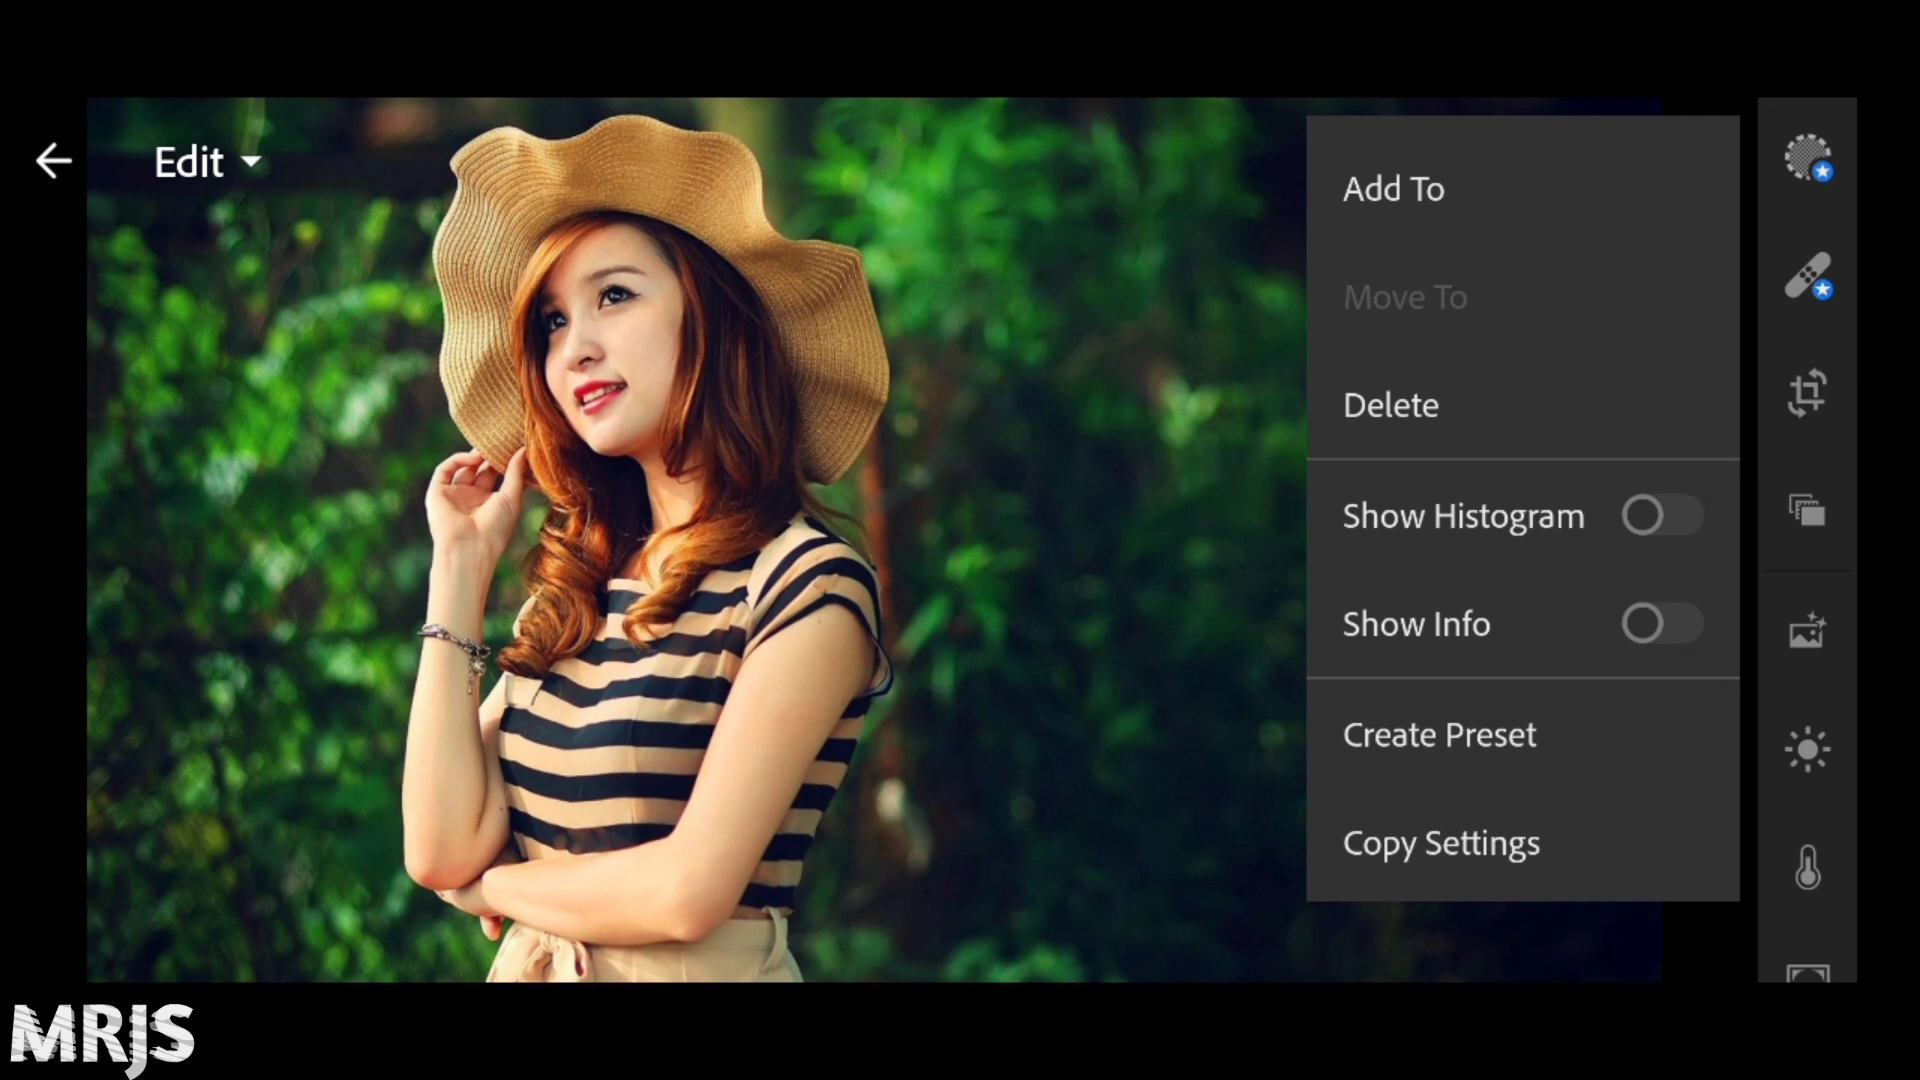 Edit
Add To
Move To
Delete
Show Histogram
Show Info
Create Preset
Copy Settings
MRJS